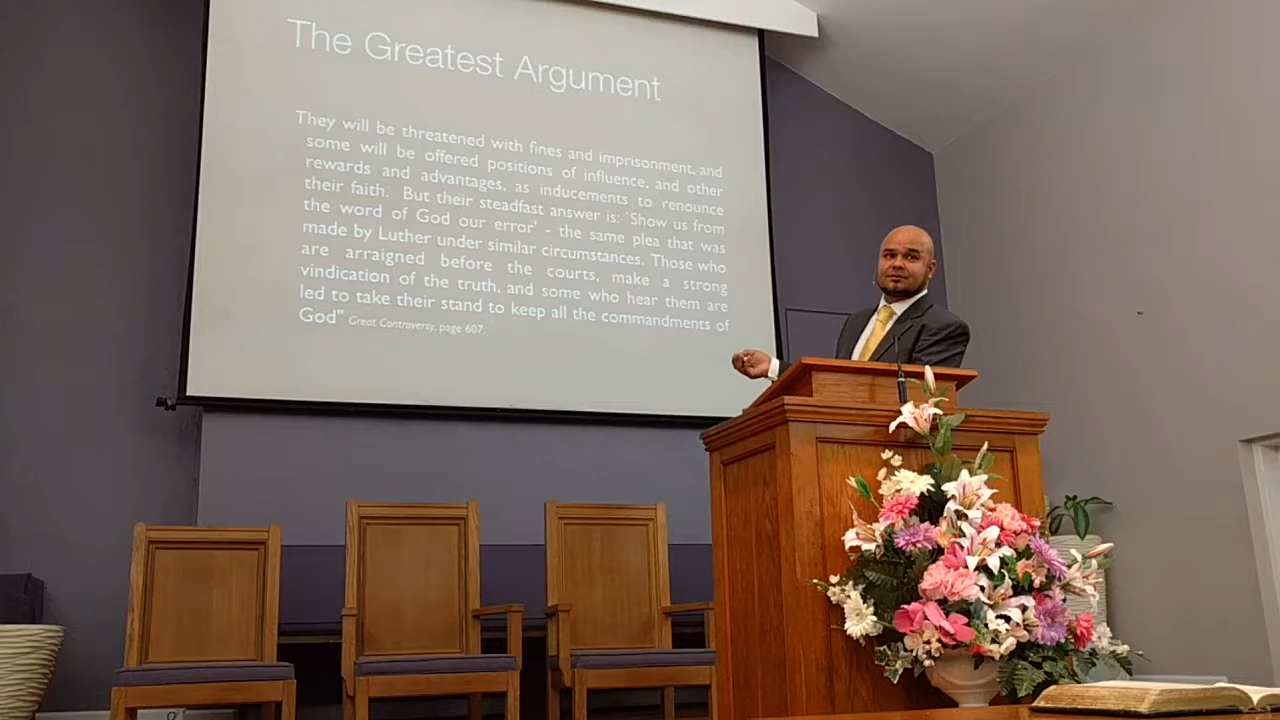 The Greatest Argument
They will be threatened with fines and imprisonment, and
some will be offered positions of influence, and other
rewards and advantages, as inducements to renounce
their faith. But their steadfast answer is: 'Show us from
the word of God our error' - the same plea that was
made by Luther under similar circumstances. Those who
are arraigned before the courts, make a strong
vindication of the truth, and some who hear them are
led to take their stand to keep all the commandments of
God" Great Controversy, page 607.